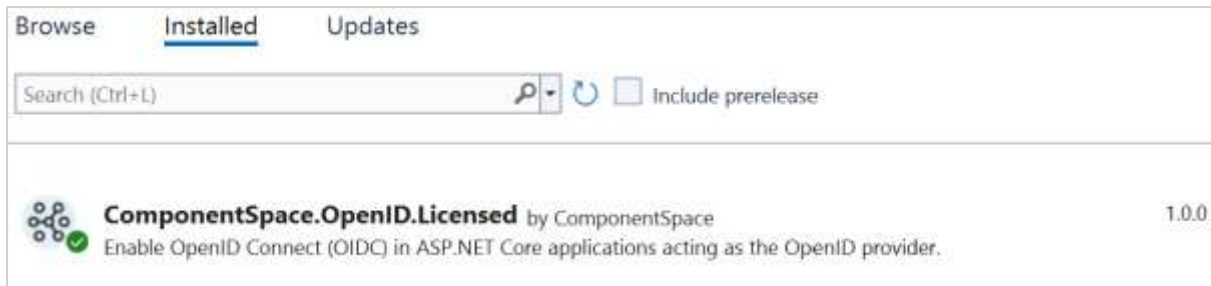 Browse Installed Updates
Search (Ctrl+L) Include prerelease
ComponentSpace.OpenID.Licensed by ComponentSpace 1.0.0
Enable OpenID Connect (OIDC) in ASP.NET Core applications acting as the OpenID provider.